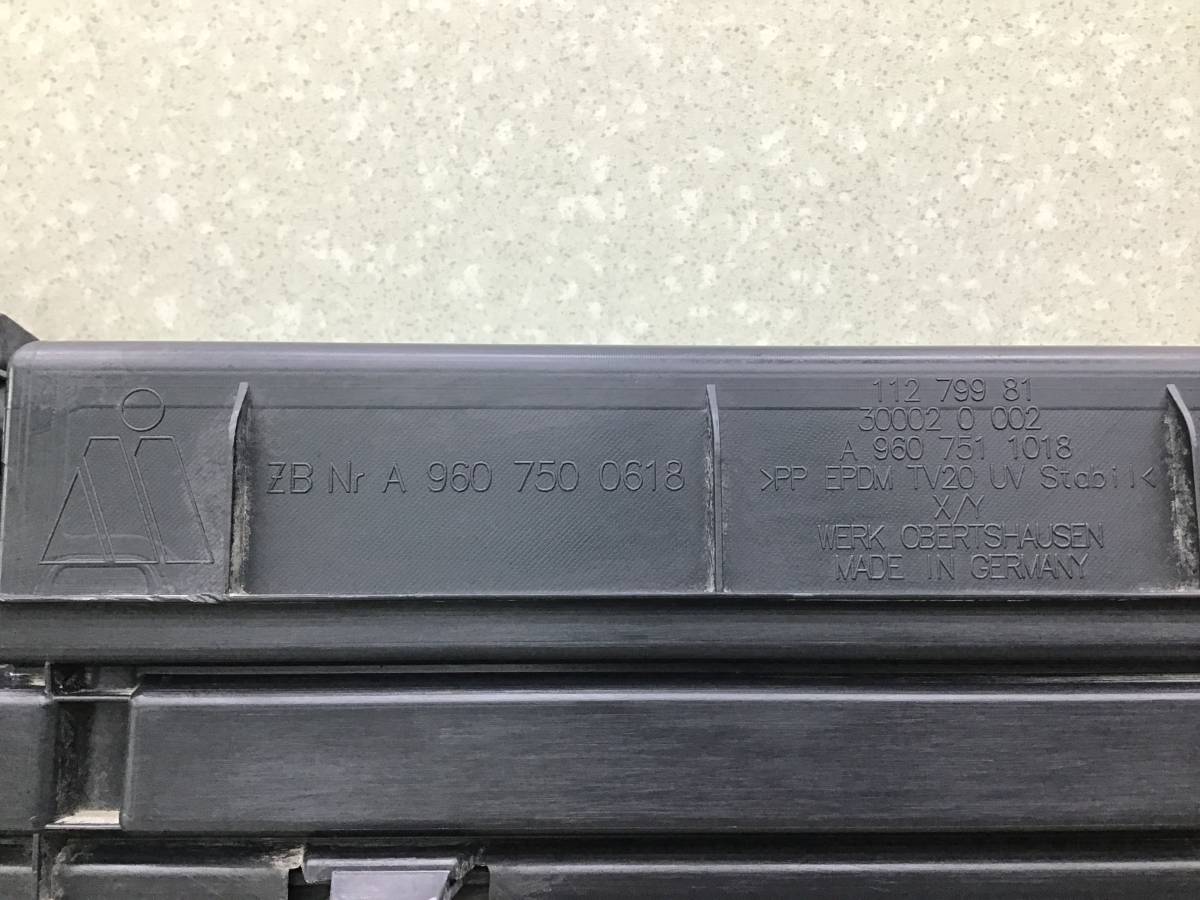 ZB Nr A 960 750 0618
112 799 81
30002 0 002
A 960 751 1018
>PP EPDM TV20 UV Stabil<
X/Y
WERK OBERTSHAUSEN
MADE IN GERMANY